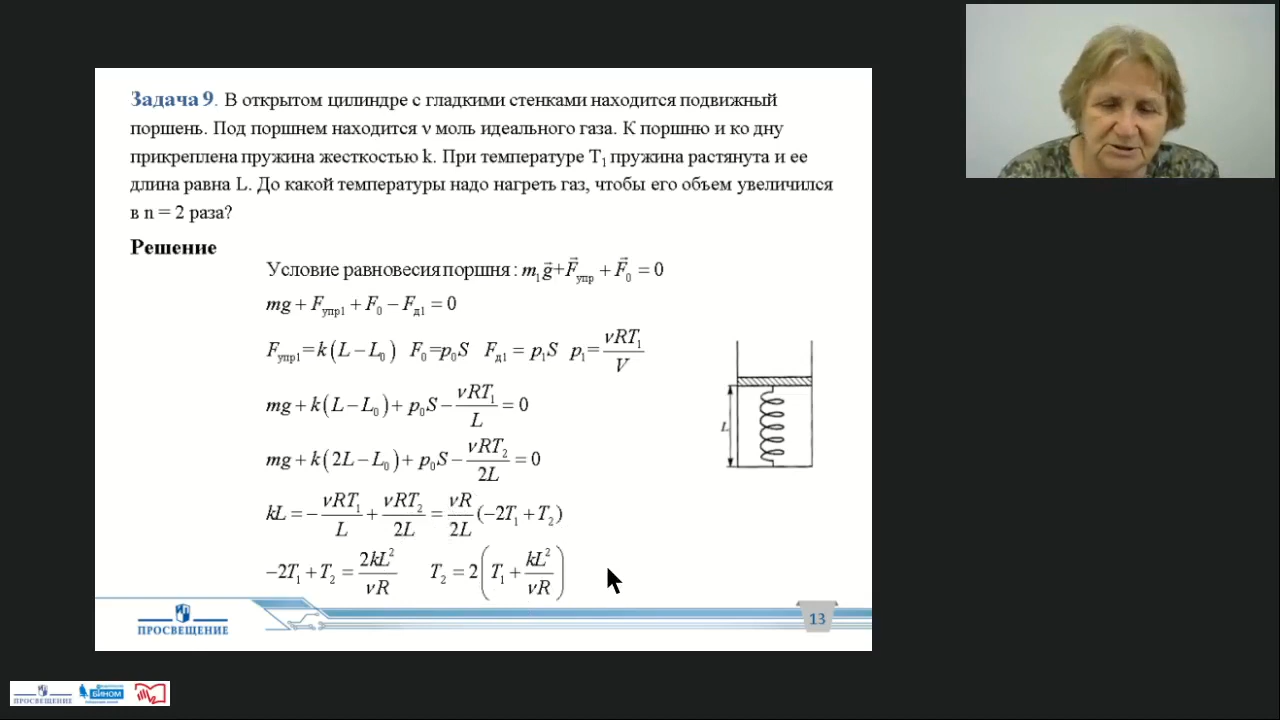 Задача 9. В открытом цилиндре с гладкими стенками находится подвижный
поршень. Под поршнем находится ν моль идеального газа. К поршню и ко дну
прикреплена пружина жесткостью k. При температуре T₁ пружина растянута и ее
длина равна L. До какой температуры надо нагреть газ, чтобы его объем увеличился
в n = 2 раза?
Решение
Условие равновесия поршня : m₁g⃗+F⃗упр + F⃗₀ = 0
mg + Fупр1 + F₀ − Fд1 = 0
Fупр1=k(L−L₀) F₀=p₀S Fд1 = p₁S p₁= νRT₁/V
mg + k(L−L₀)+ p₀S− νRT₁/L = 0
mg + k(2L−L₀)+ p₀S− νRT₂/2L = 0
kL = − νRT₁/L + νRT₂/2L = νR/2L (−2T₁ + T₂)
−2T₁ + T₂ = 2kL²/νR T₂ = 2(T₁ + kL²/νR)
L
ПРОСВЕЩЕНИЕ
13
ПРОСВЕЩЕНИЕ
БИНОМ